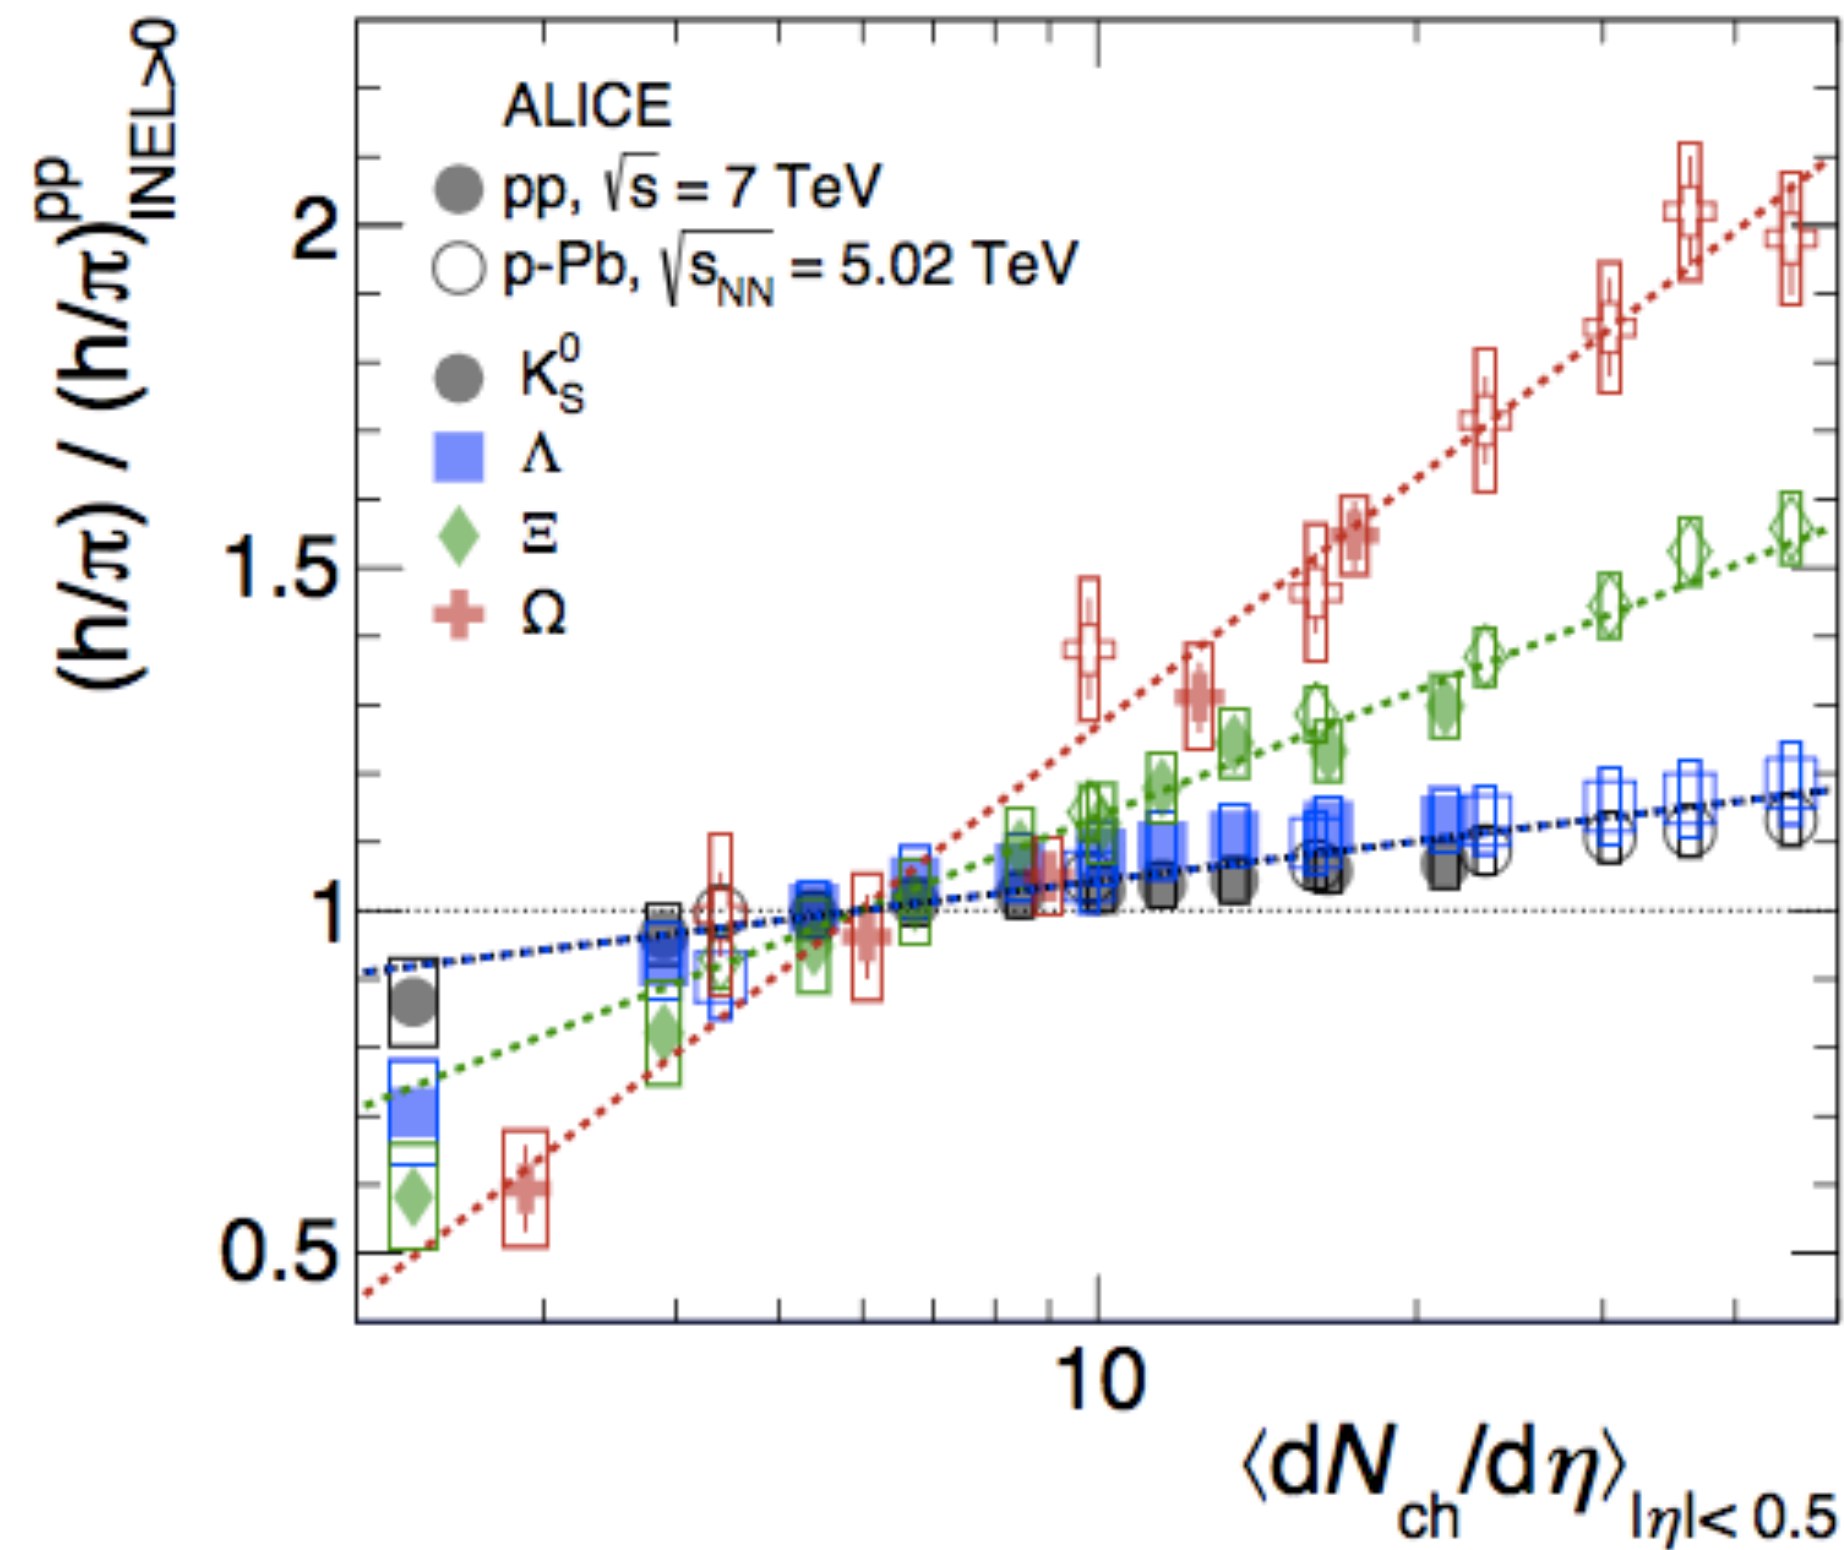 (h/π) / (h/π)ᵖᵖINEL>0
ALICE
pp, √s = 7 TeV
p-Pb, √sNN = 5.02 TeV
K⁰S
Λ
Ξ
Ω
2
1.5
1
0.5
10
⟨dNch/dη⟩|η|< 0.5